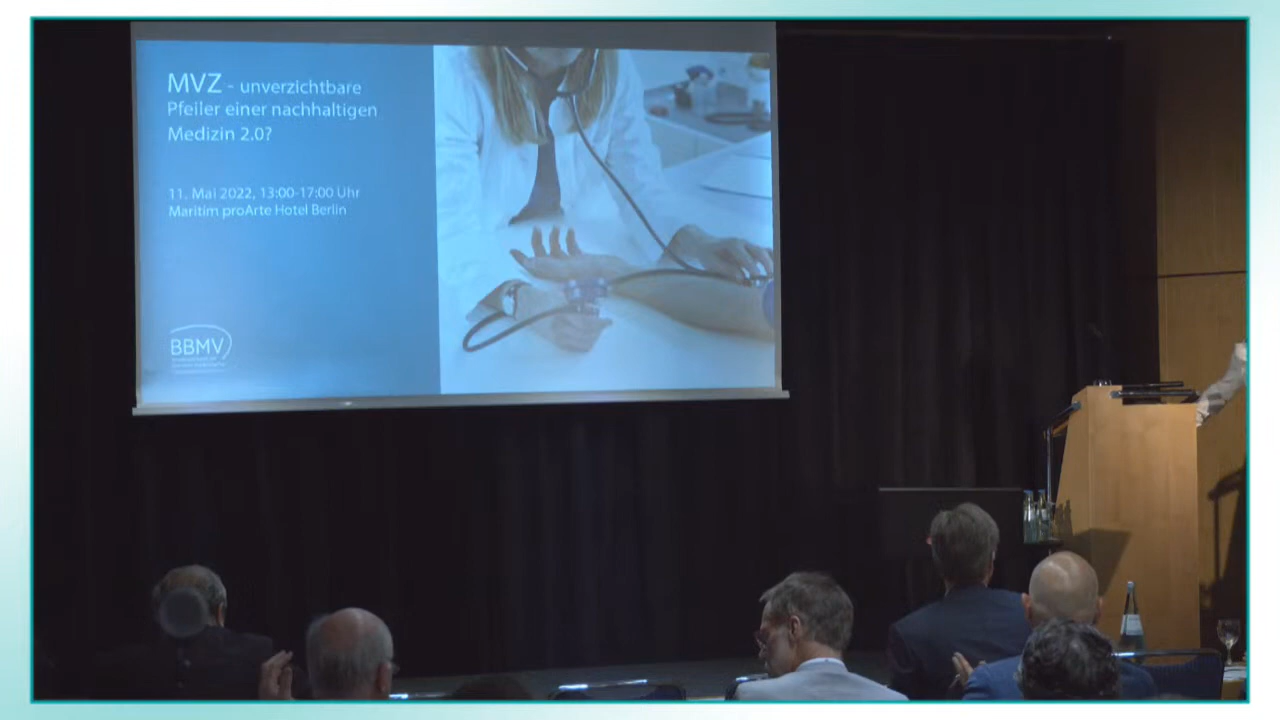 MVZ - unverzichtbare
Pfeiler einer nachhaltigen
Medizin 2.0?
11. Mai 2022, 13:00-17:00 Uhr
Maritim proArte Hotel Berlin
BBMV